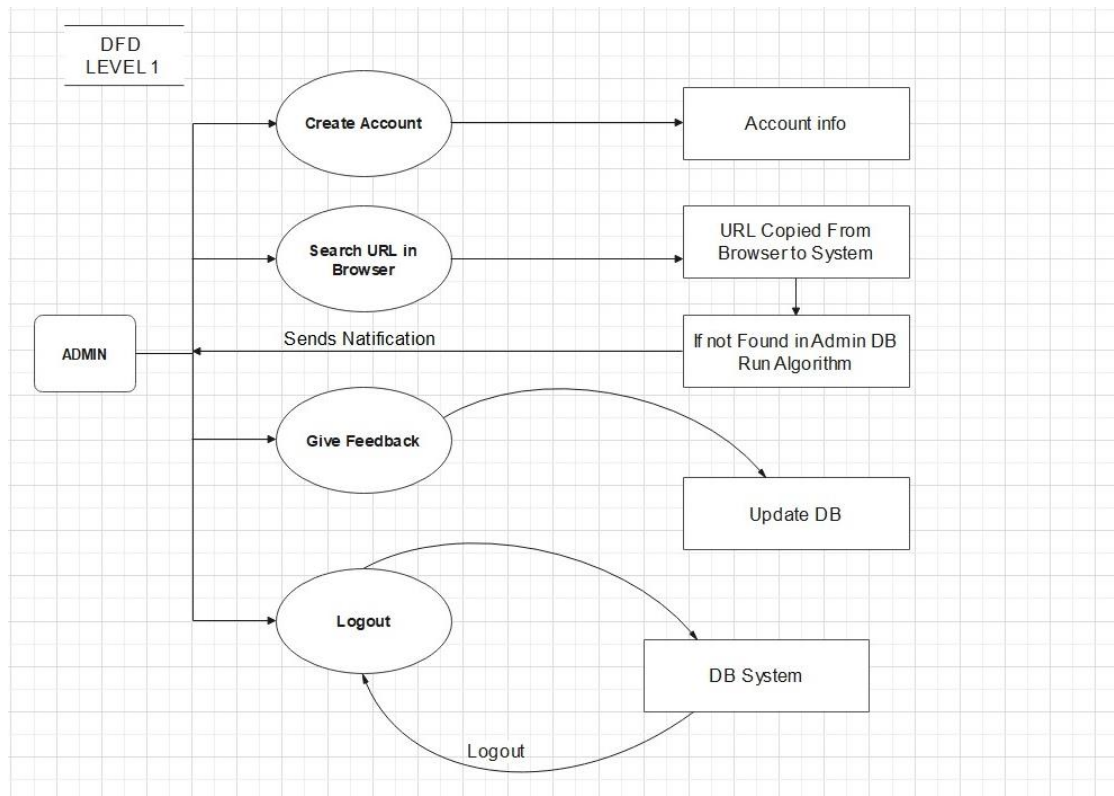 DFD
LEVEL 1
Create Account
Account info
Search URL in
Browser
URL Copied From
Browser to System
ADMIN
Sends Natification
If not Found in Admin DB
Run Algorithm
Give Feedback
Update DB
Logout
DB System
Logout